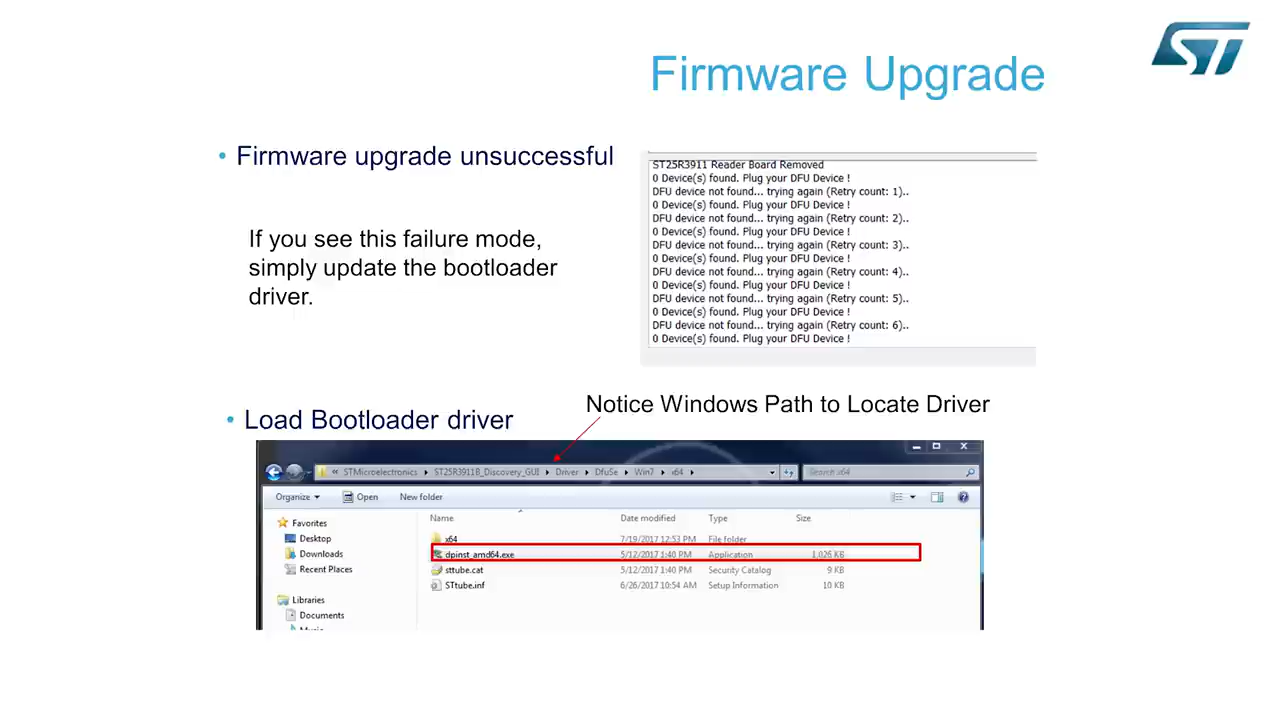 ST
Firmware Upgrade
• Firmware upgrade unsuccessful
If you see this failure mode,
simply update the bootloader
driver.
ST25R3911 Reader Board Removed
0 Device(s) found. Plug your DFU Device !
DFU device not found... trying again (Retry count: 1)..
0 Device(s) found. Plug your DFU Device !
DFU device not found... trying again (Retry count: 2)..
0 Device(s) found. Plug your DFU Device !
DFU device not found... trying again (Retry count: 3)..
0 Device(s) found. Plug your DFU Device !
DFU device not found... trying again (Retry count: 4)..
0 Device(s) found. Plug your DFU Device !
DFU device not found... trying again (Retry count: 5)..
0 Device(s) found. Plug your DFU Device !
DFU device not found... trying again (Retry count: 6)..
0 Device(s) found. Plug your DFU Device !
Notice Windows Path to Locate Driver
• Load Bootloader driver
« STMicroelectronics ▸ ST25R3911B_Discovery_GUI ▸ Driver ▸ DfuSe ▸ Win7 ▸ x64 ▸ Search x64
Organize Open New folder
Name Date modified Type Size
Favorites
Desktop
Downloads
Recent Places
Libraries
Documents
Music
x64 7/19/2017 12:53 PM File folder
dpinst_amd64.exe 5/12/2017 1:40 PM Application 1,026 KB
sttube.cat 5/12/2017 1:40 PM Security Catalog 9 KB
STtube.inf 6/26/2017 10:54 AM Setup Information 10 KB